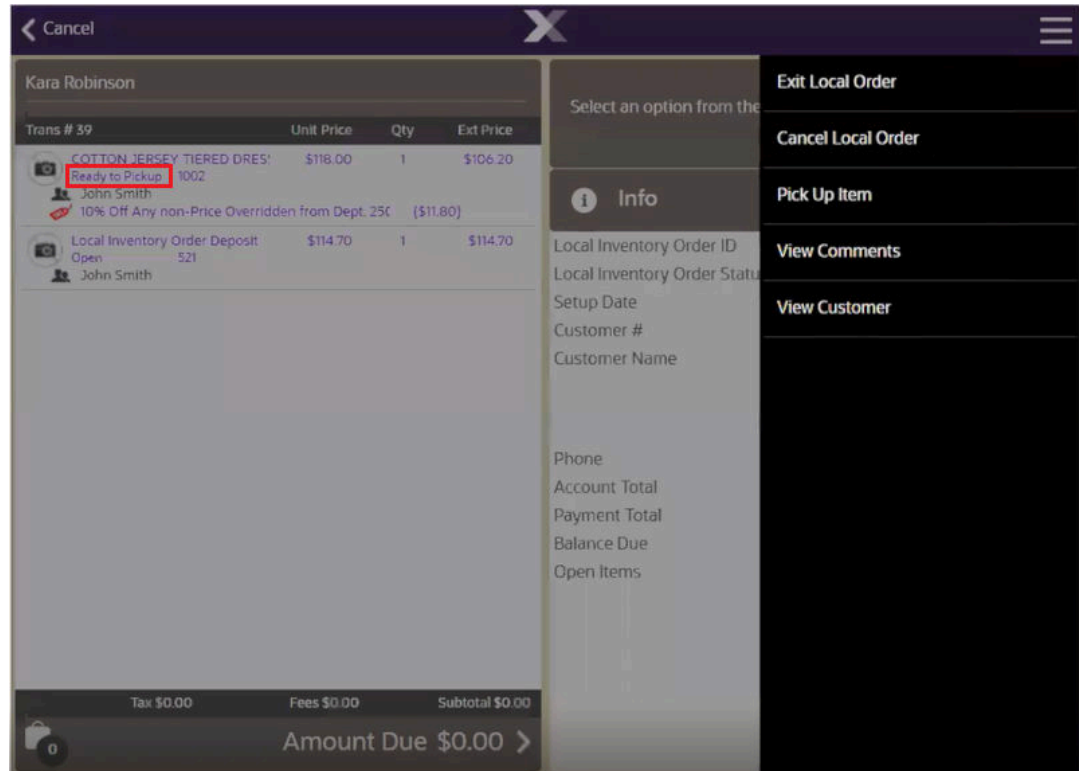 Cancel
X
Kara Robinson
Trans # 39 Unit Price Qty Ext Price
COTTON JERSEY TIERED DRES $118.00 1 $106.20
Ready to Pickup 1002
John Smith
10% Off Any non-Price Overridden from Dept. 250 ($11.80)
Local Inventory Order Deposit $114.70 1 $114.70
Open 521
John Smith
Tax $0.00 Fees $0.00 Subtotal $0.00
0 Amount Due $0.00
Select an option from the
i Info
Local Inventory Order ID
Local Inventory Order Statu
Setup Date
Customer #
Customer Name
Phone
Account Total
Payment Total
Balance Due
Open Items
Exit Local Order
Cancel Local Order
Pick Up Item
View Comments
View Customer